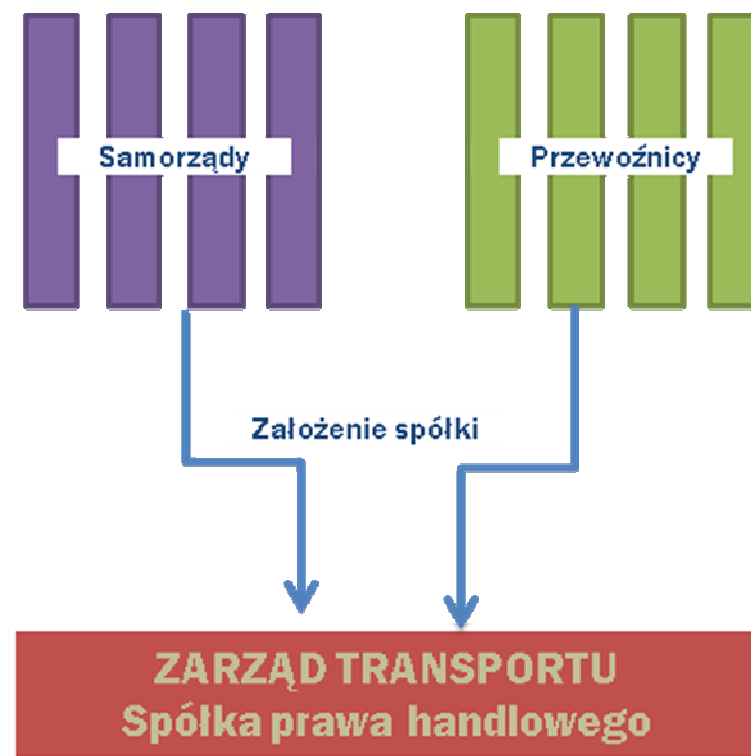 Samorządy
Przewoźnicy
Założenie spółki
ZARZĄD TRANSPORTU
Spółka prawa handlowego